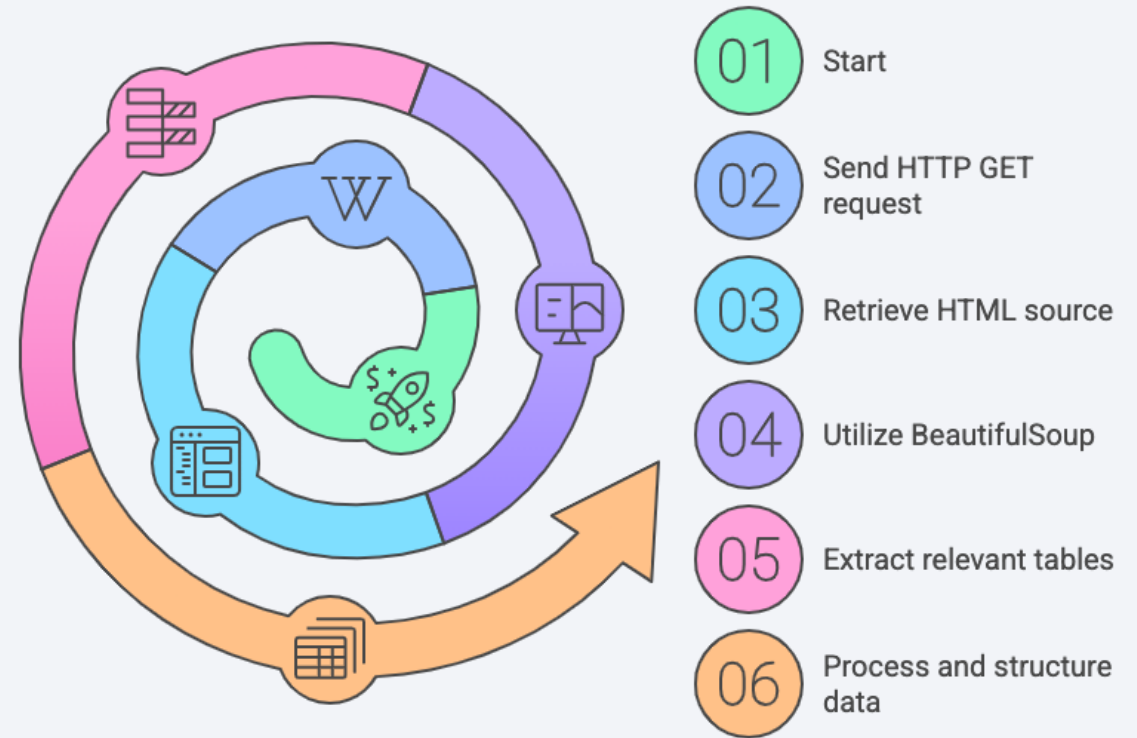 01
Start
02
Send HTTP GET
request
03
Retrieve HTML source
04
Utilize BeautifulSoup
05
Extract relevant tables
06
Process and structure
data
W
$
$